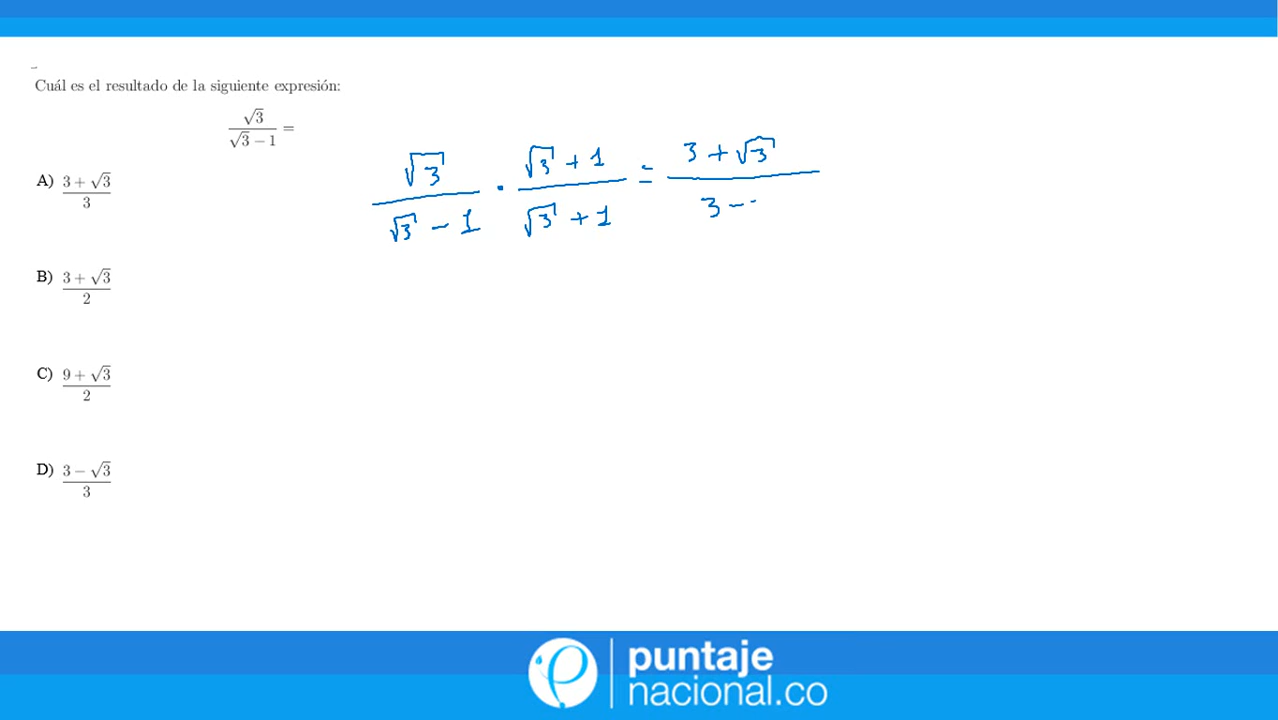 Cuál es el resultado de la siguiente expresión:
√3 / (√3 − 1) =
A) (3 + √3) / 3
B) (3 + √3) / 2
C) (9 + √3) / 2
D) (3 − √3) / 3
√3 / (√3 − 1) · (√3 + 1) / (√3 + 1) = (3 + √3) / (3 −
puntaje
nacional.co